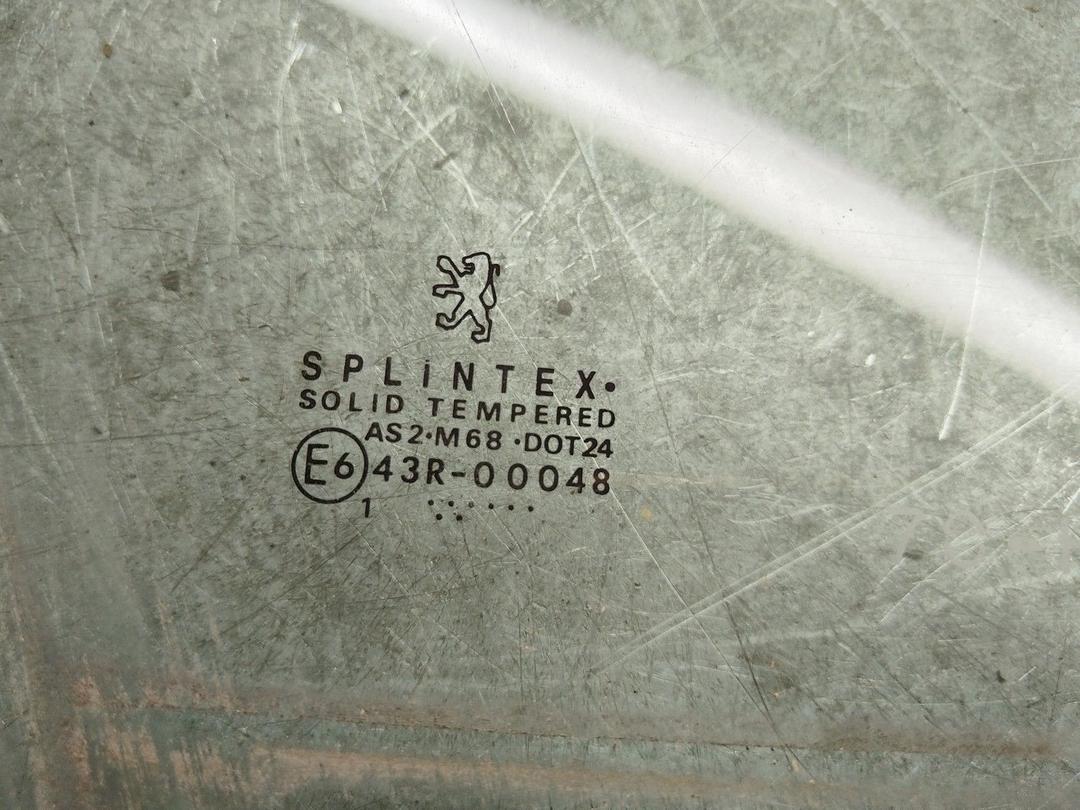 SPLiNTEX•
SOLID TEMPERED
AS2•M68 •DOT24
E6 43R-00048
1